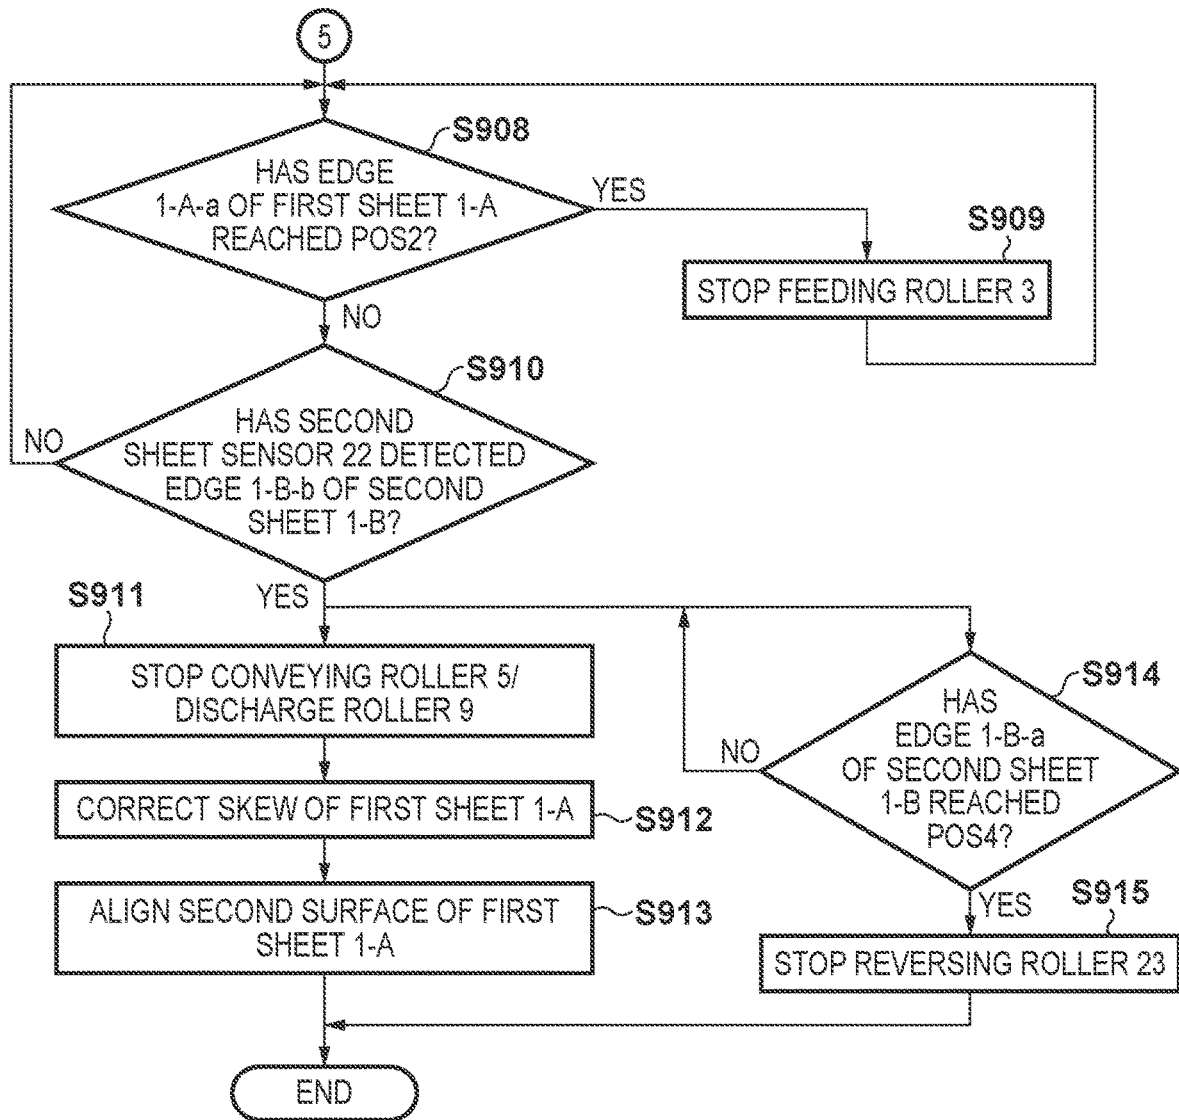 5
S908
HAS EDGE
1-A-a OF FIRST SHEET 1-A
REACHED POS2?
YES
S909
STOP FEEDING ROLLER 3
NO
S910
HAS SECOND
SHEET SENSOR 22 DETECTED
EDGE 1-B-b OF SECOND
SHEET 1-B?
NO
YES
S911
STOP CONVEYING ROLLER 5/
DISCHARGE ROLLER 9
S914
HAS
EDGE 1-B-a
OF SECOND SHEET
1-B REACHED
POS4?
NO
CORRECT SKEW OF FIRST SHEET 1-A
S912
ALIGN SECOND SURFACE OF FIRST
SHEET 1-A
S913
YES
S915
STOP REVERSING ROLLER 23
END